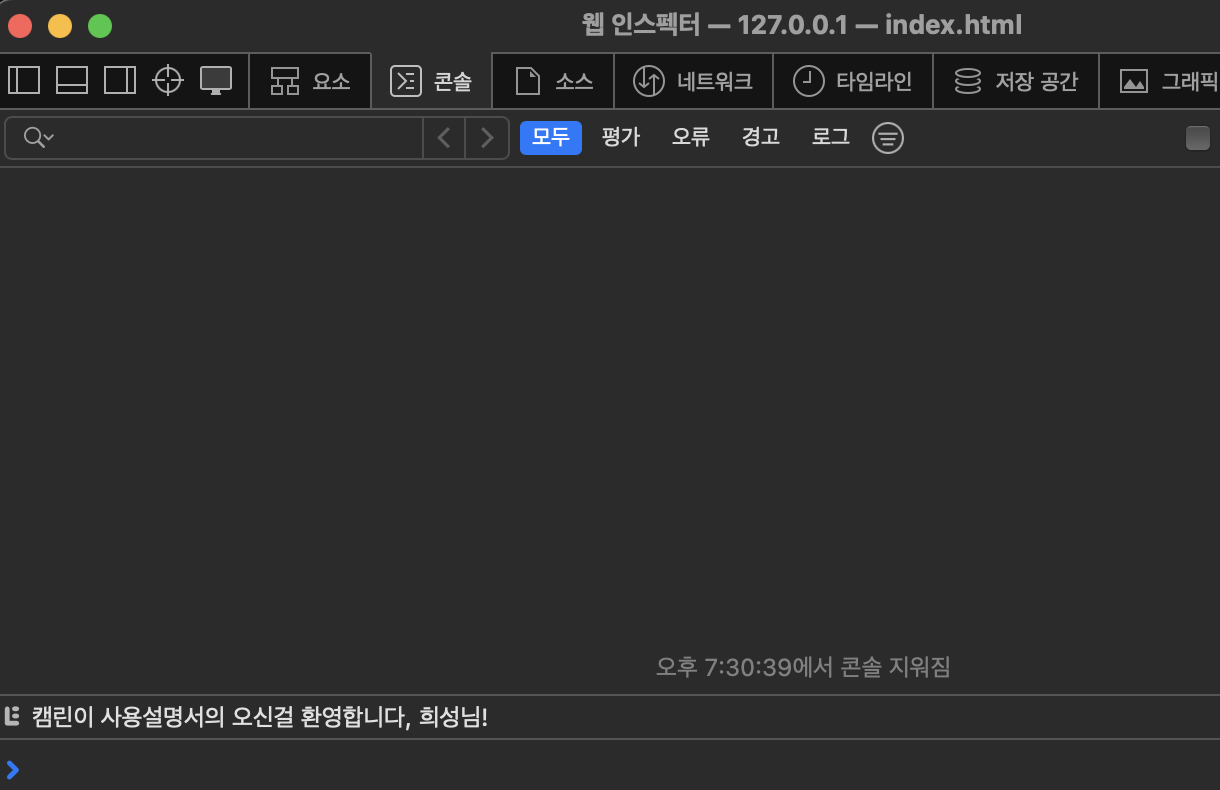 웹 인스펙터 — 127.0.0.1 — index.html
요소 콘솔 소스 네트워크 타임라인 저장 공간 그래픽
모두 평가 오류 경고 로그
오후 7:30:39에서 콘솔 지워짐
캠린이 사용설명서의 오신걸 환영합니다, 희성님!